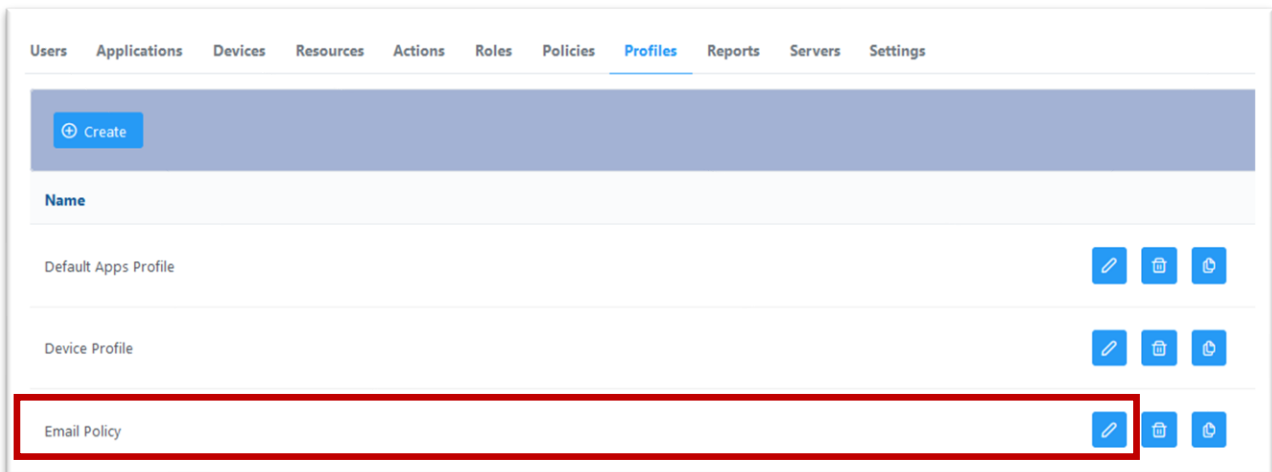 Users Applications Devices Resources Actions Roles Policies Profiles Reports Servers Settings
Create
Name
Default Apps Profile
Device Profile
Email Policy